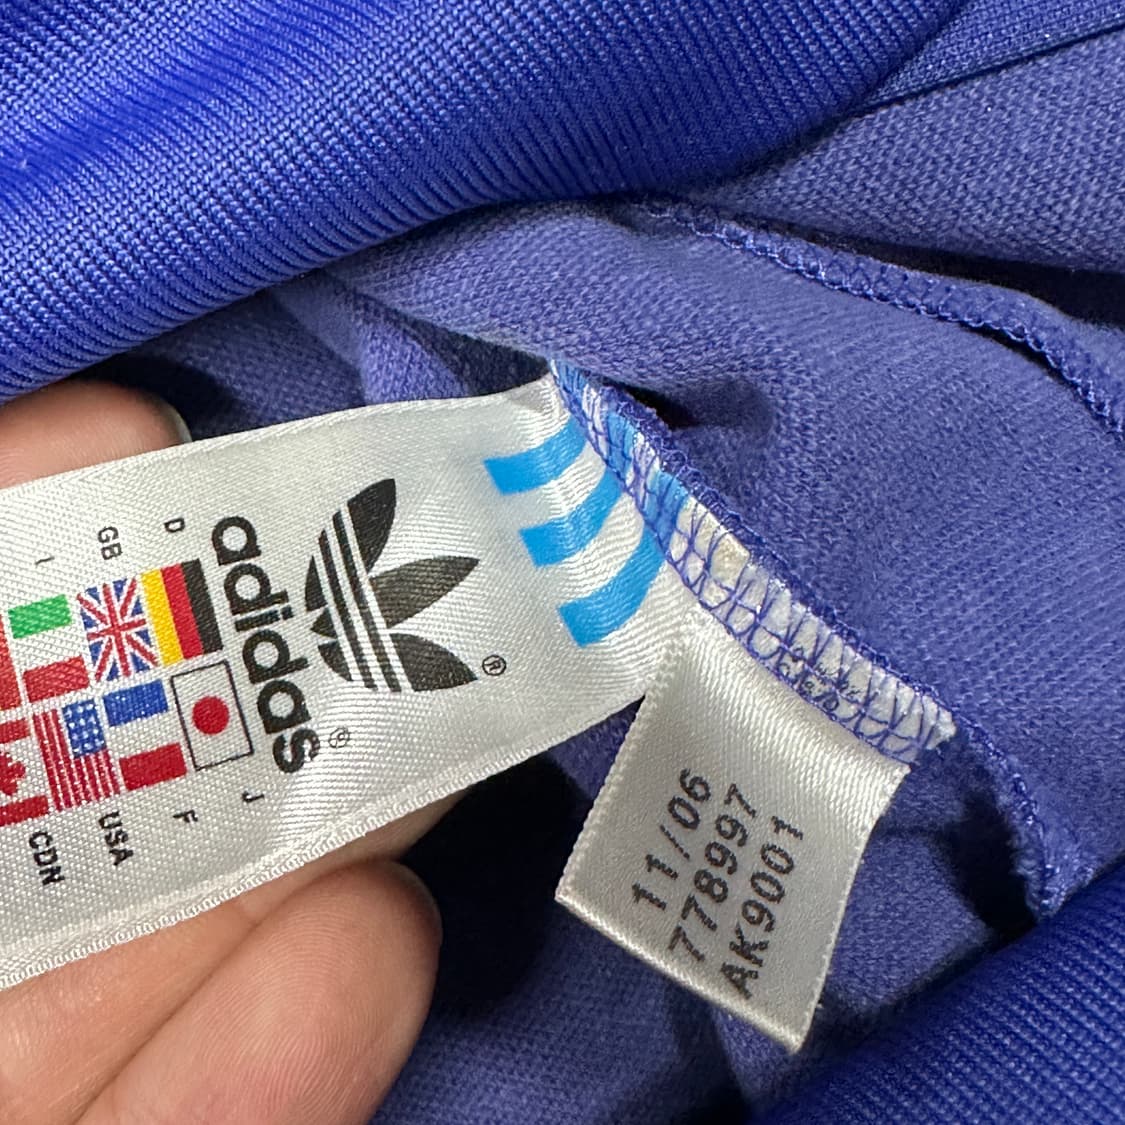 adidas
®
©
D
GB
I
J
F
USA
CDN
11/06
778997
AK9001